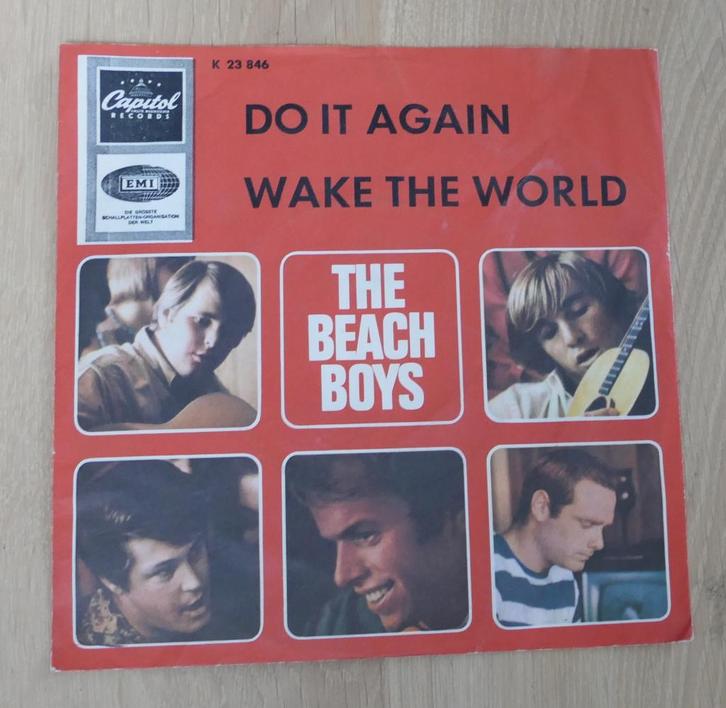 K 23 846
Capitol
RECORDS
EMI
DIE GRÖSSTE
SCHALLPLATTEN-ORGANISATION
DER WELT
DO IT AGAIN
WAKE THE WORLD
THE
BEACH
BOYS